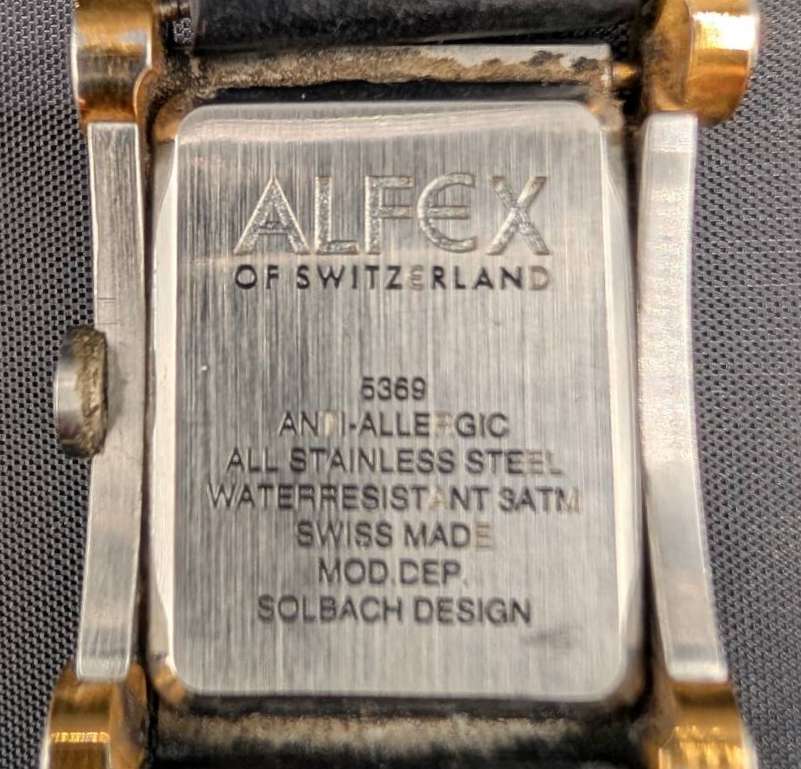 ALFEX
OF SWITZERLAND
5369
ANTI-ALLERGIC
ALL STAINLESS STEEL
WATERRESISTANT 3ATM
SWISS MADE
MOD.DEP.
SOLBACH DESIGN